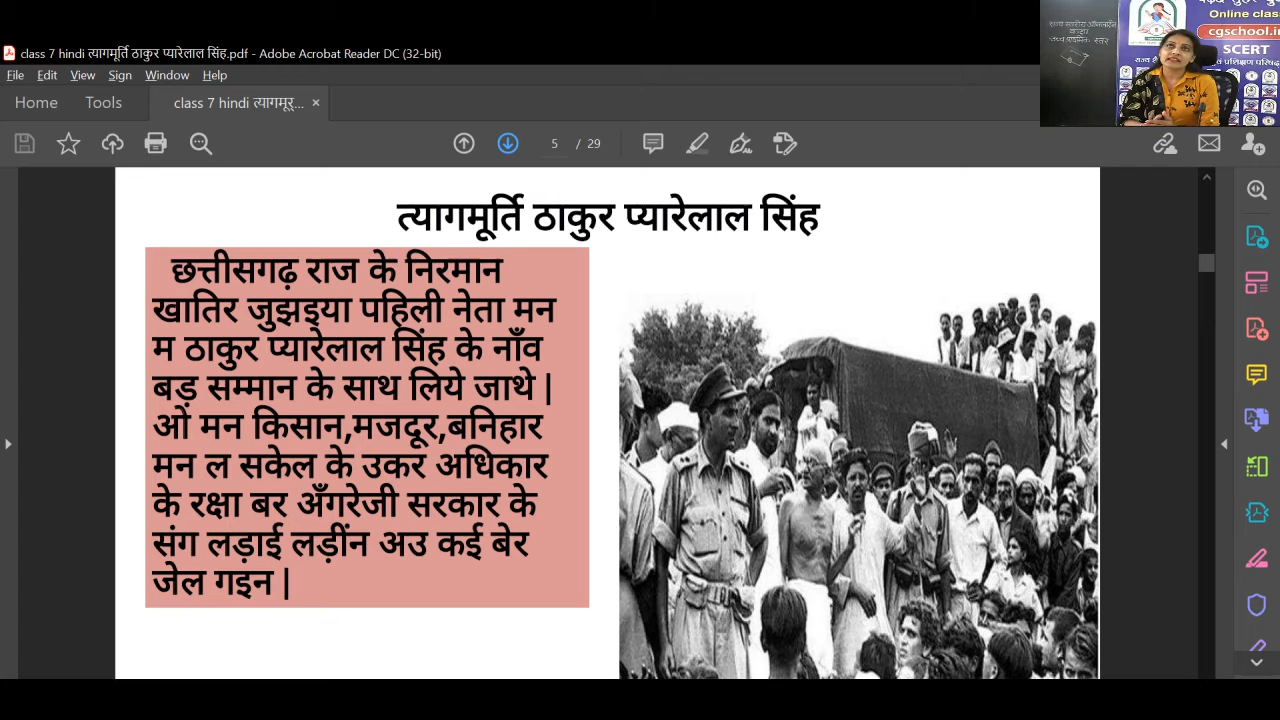 class 7 hindi त्यागमूर्ति ठाकुर प्यारेलाल सिंह.pdf - Adobe Acrobat Reader DC (32-bit)
File Edit View Sign Window Help
Home Tools class 7 hindi त्यागमूर्... ×
5 / 29
Online clas
cgschool.in
SCERT
त्यागमूर्ति ठाकुर प्यारेलाल सिंह
छत्तीसगढ़ राज के निरमान
खातिर जुझइया पहिली नेता मन
म ठाकुर प्यारेलाल सिंह के नाँव
बड़ सम्मान के साथ लिये जाथे |
ओ मन किसान,मजदूर,बनिहार
मन ल सकेल के उकर अधिकार
के रक्षा बर अँगरेजी सरकार के
संग लड़ाई लड़ींन अउ कई बेर
जेल गइन |